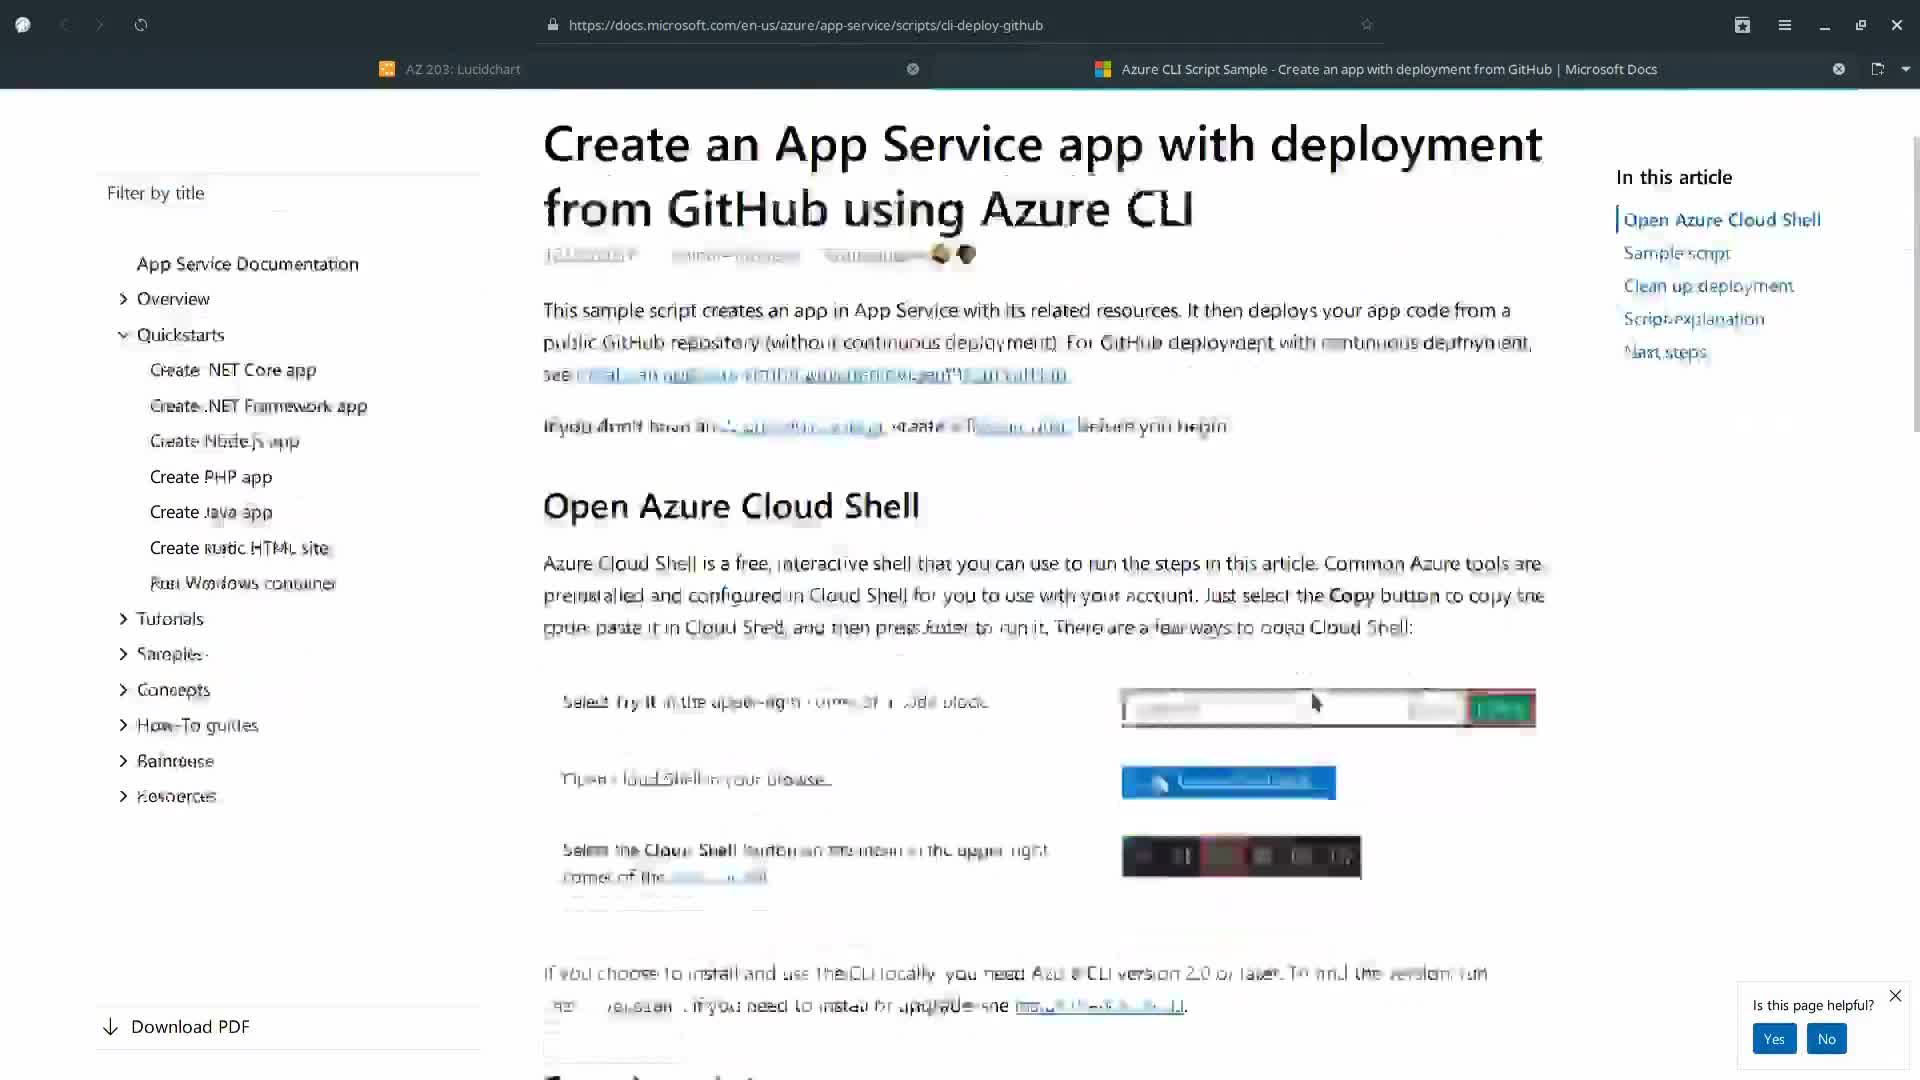 https://docs.microsoft.com/en-us/azure/app-service/scripts/cli-deploy-github
AZ 203: Lucidchart
Azure CLI Script Sample - Create an app with deployment from GitHub | Microsoft Docs
Filter by title
App Service Documentation
Overview
Quickstarts
Create .NET Core app
Create .NET Framework app
Create Node.js app
Create PHP app
Create Java app
Create static HTML site
Run Windows container
Tutorials
Samples
Concepts
How-To guides
Resources
Download PDF
Create an App Service app with deployment
from GitHub using Azure CLI
This sample script creates an app in App Service with its related resources. It then deploys your app code from a
public GitHub repository (without continuous deployment). For GitHub deployment with continuous deployment,
see
If you don't have an create a before you begin
Open Azure Cloud Shell
Azure Cloud Shell is a free, interactive shell that you can use to run the steps in this article. Common Azure tools are
preinstalled and configured in Cloud Shell for you to use with your account. Just select the Copy button to copy the
code, paste it in Cloud Shell, and then press Enter to run it. There are a few ways to open Cloud Shell:
Select Try It in the upper-right corner of a code block.
Open Cloud Shell in your browser.
Select the Cloud Shell button on the menu in the upper right
corner of the
If you choose to install and use the CLI locally, you need Azure CLI version 2.0 or later. To find the version, run
If you need to install or upgrade, see
In this article
Open Azure Cloud Shell
Sample script
Clean up deployment
Script explanation
Next steps
Is this page helpful?
Yes
No